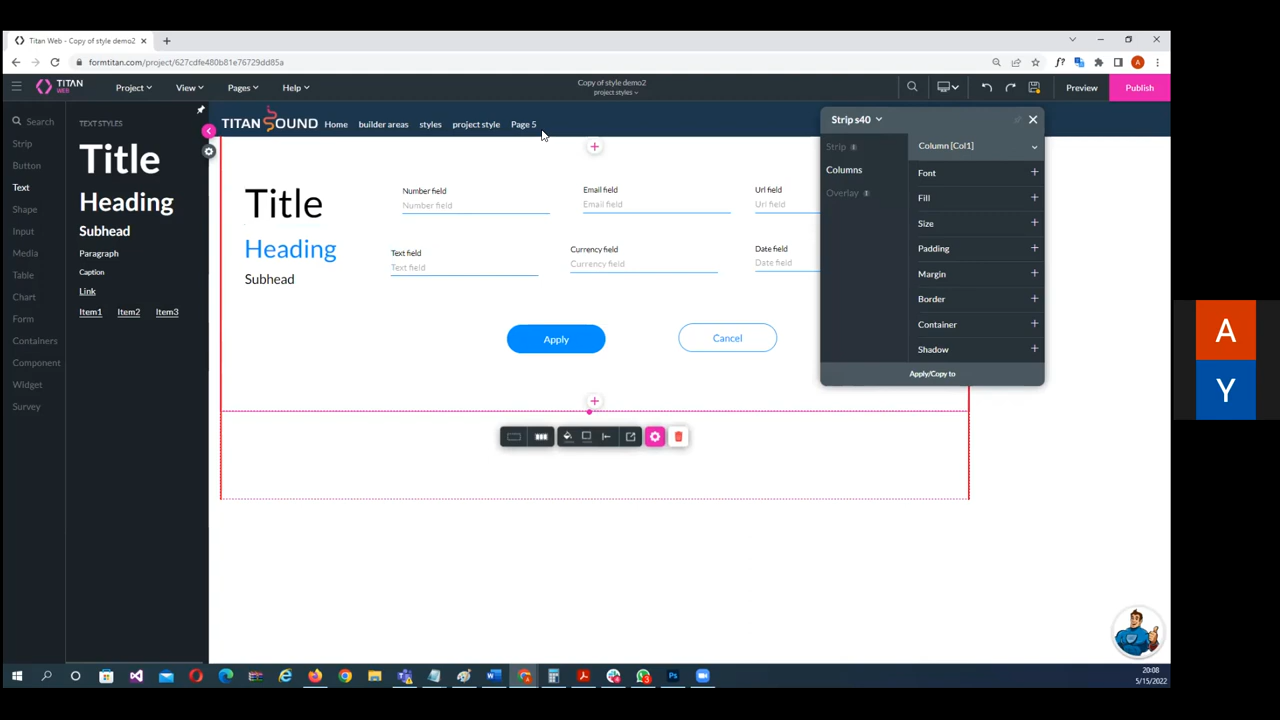 Titan Web - Copy of style demo2
formtitan.com/project/627cdfe480b81e76729dd85a
TITAN WEB
Project
View
Pages
Help
Copy of style demo2
project styles
Preview
Publish
Search
Strip
Button
Text
Shape
Input
Media
Table
Chart
Form
Containers
Component
Widget
Survey
TEXT STYLES
Title
Heading
Subhead
Paragraph
Caption
Link
Item1 Item2 Item3
TITAN SOUND
Home builder areas styles project style Page 5
Title
Heading
Subhead
Number field
Number field
Email field
Email field
Url field
Url field
Text field
Text field
Currency field
Currency field
Date field
Date field
Apply
Cancel
Strip s40
Strip
Columns
Overlay
Column [Col1]
Font
Fill
Size
Padding
Margin
Border
Container
Shadow
Apply/Copy to
A
Y
20:08
5/15/2022